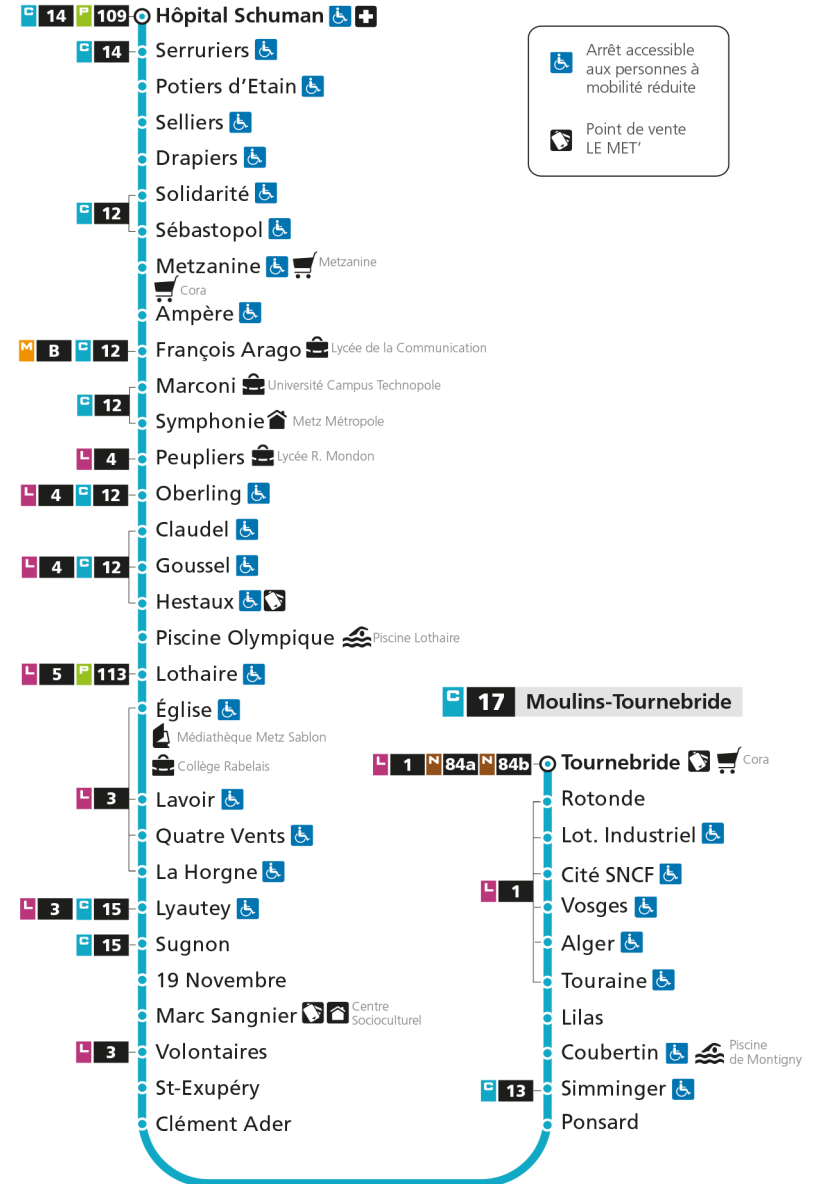 C 14 P 109 Hôpital Schuman
C 14 Serruriers
Potiers d’Etain
Selliers
Drapiers
Solidarité
C 12
Sébastopol
Metzanine Metzanine
Cora
Ampère
M B C 12 François Arago Lycée de la Communication
Marconi Université Campus Technopole
C 12
Symphonie Metz Métropole
L 4 Peupliers Lycée R. Mondon
L 4 C 12 Oberling
Claudel
L 4 C 12 Goussel
Hestaux
Piscine Olympique Piscine Lothaire
L 5 P 113 Lothaire
Église
Médiathèque Metz Sablon
Collège Rabelais
L 3 Lavoir
Quatre Vents
La Horgne
L 3 C 15 Lyautey
C 15 Sugnon
19 Novembre
Marc Sangnier Centre
Socioculturel
L 3 Volontaires
St-Exupéry
Clément Ader
Arrêt accessible
aux personnes à
mobilité réduite
Point de vente
LE MET’
C 17 Moulins-Tournebride
L 1 N 84a N 84b Tournebride Cora
Rotonde
Lot. Industriel
Cité SNCF
L 1
Vosges
Alger
Touraine
Lilas
Coubertin Piscine
de Montigny
C 13 Simminger
Ponsard